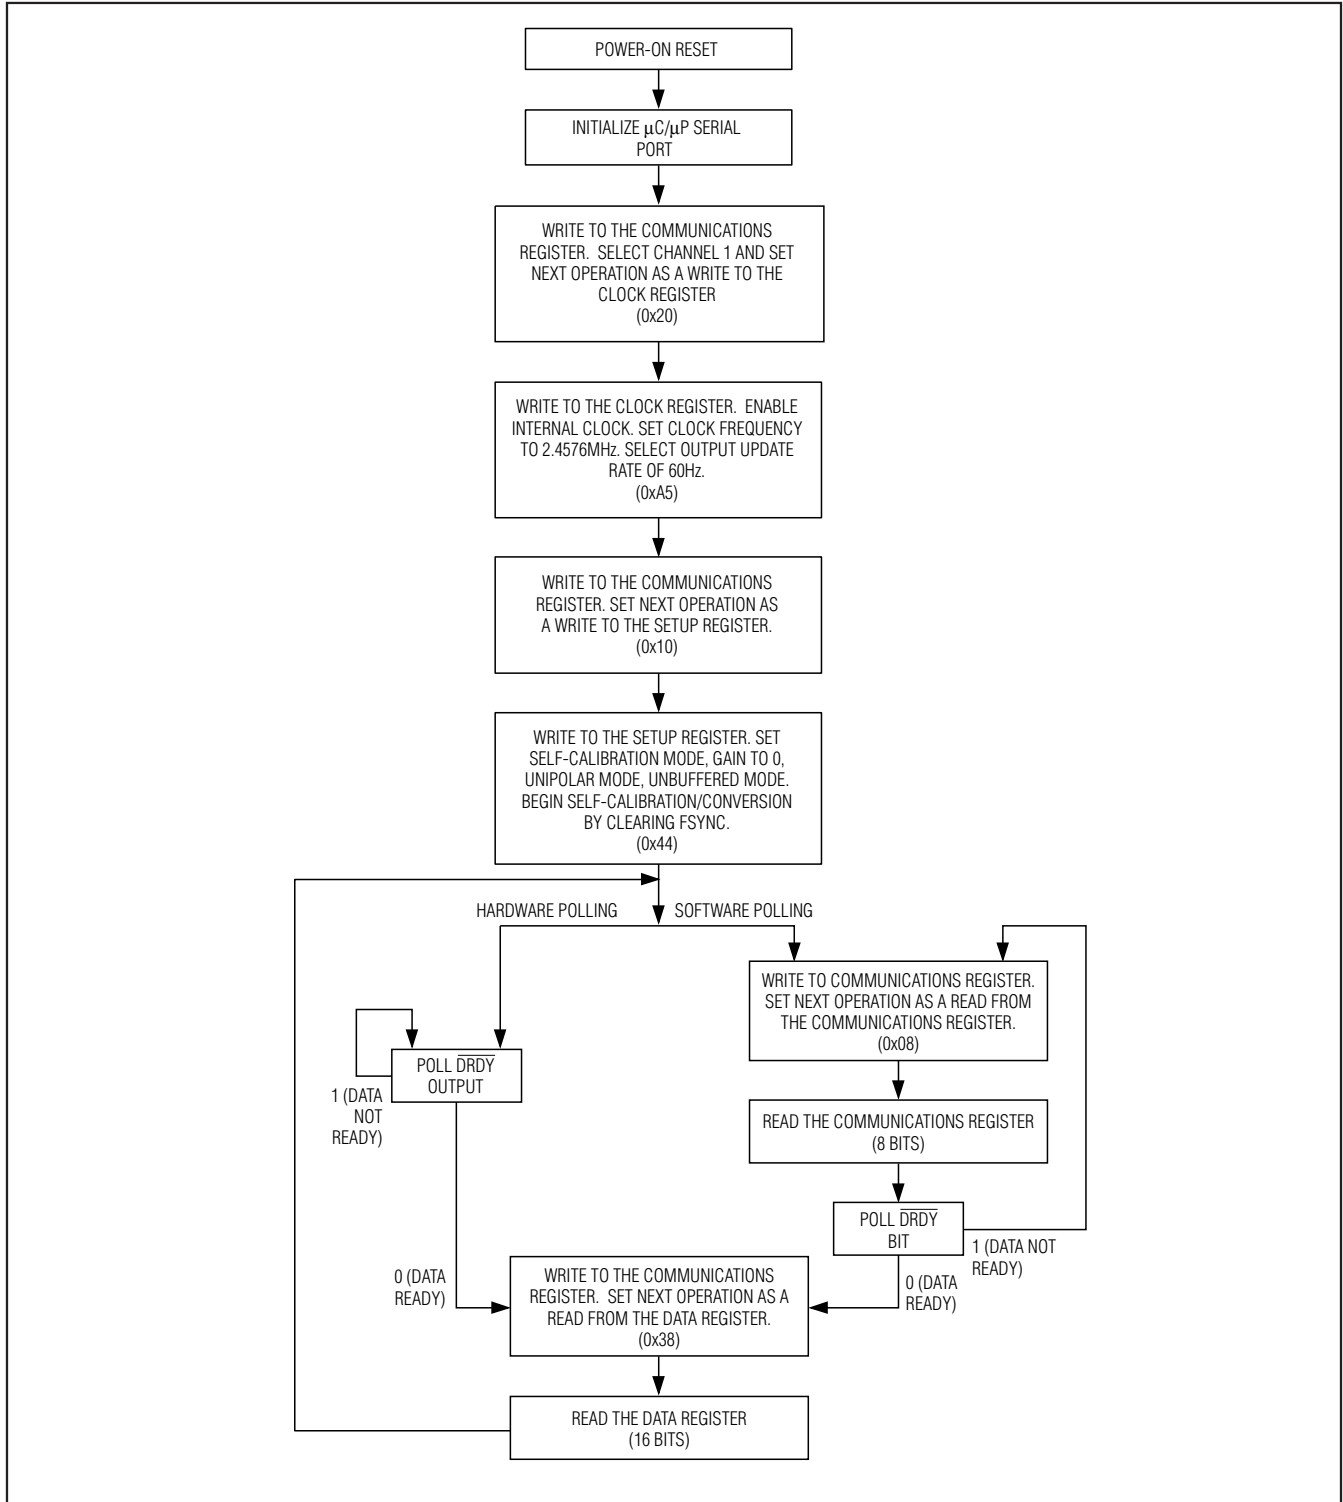 POWER-ON RESET
INITIALIZE μC/μP SERIAL
PORT
WRITE TO THE COMMUNICATIONS
REGISTER. SELECT CHANNEL 1 AND SET
NEXT OPERATION AS A WRITE TO THE
CLOCK REGISTER
(0x20)
WRITE TO THE CLOCK REGISTER. ENABLE
INTERNAL CLOCK. SET CLOCK FREQUENCY
TO 2.4576MHz. SELECT OUTPUT UPDATE
RATE OF 60Hz.
(0xA5)
WRITE TO THE COMMUNICATIONS
REGISTER. SET NEXT OPERATION AS
A WRITE TO THE SETUP REGISTER.
(0x10)
WRITE TO THE SETUP REGISTER. SET
SELF-CALIBRATION MODE, GAIN TO 0,
UNIPOLAR MODE, UNBUFFERED MODE.
BEGIN SELF-CALIBRATION/CONVERSION
BY CLEARING FSYNC.
(0x44)
HARDWARE POLLING
SOFTWARE POLLING
WRITE TO COMMUNICATIONS REGISTER.
SET NEXT OPERATION AS A READ FROM
THE COMMUNICATIONS REGISTER.
(0x08)
POLL D̅R̅D̅Y̅
OUTPUT
1 (DATA
NOT
READY)
READ THE COMMUNICATIONS REGISTER
(8 BITS)
POLL D̅R̅D̅Y̅
BIT
1 (DATA NOT
READY)
0 (DATA
READY)
0 (DATA
READY)
WRITE TO THE COMMUNICATIONS
REGISTER. SET NEXT OPERATION AS A
READ FROM THE DATA REGISTER.
(0x38)
READ THE DATA REGISTER
(16 BITS)